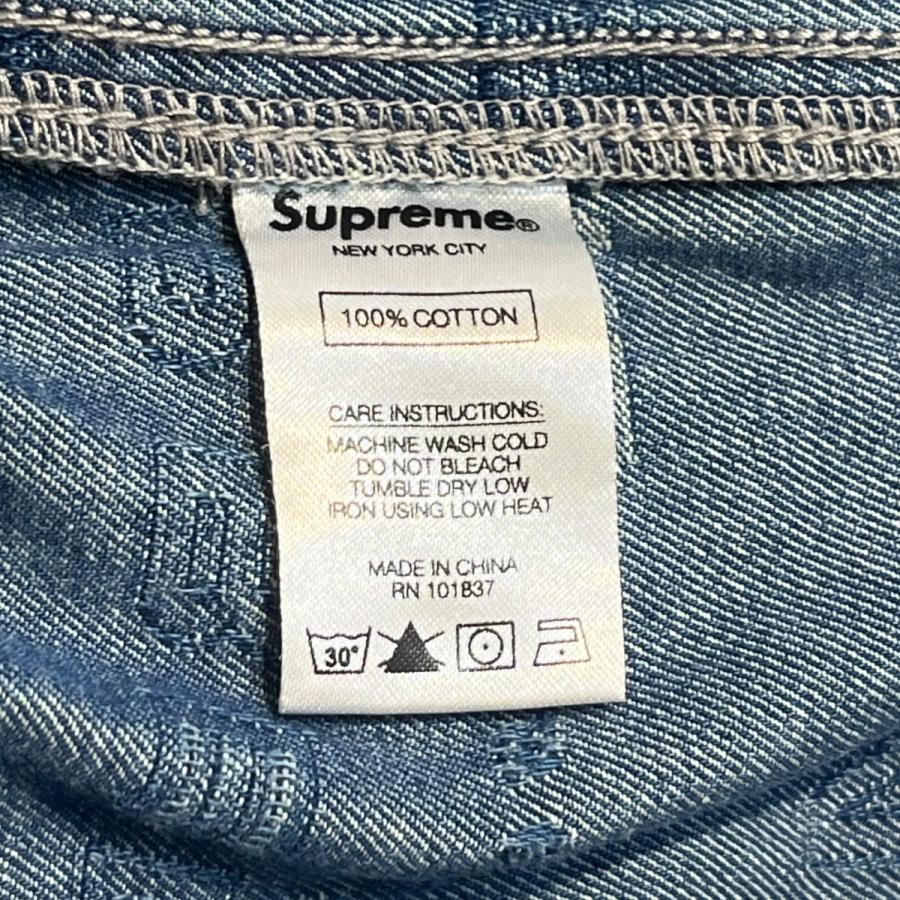 Supreme®
NEW YORK CITY
100% COTTON
CARE INSTRUCTIONS:
MACHINE WASH COLD
DO NOT BLEACH
TUMBLE DRY LOW
IRON USING LOW HEAT
MADE IN CHINA
RN 101837
30°